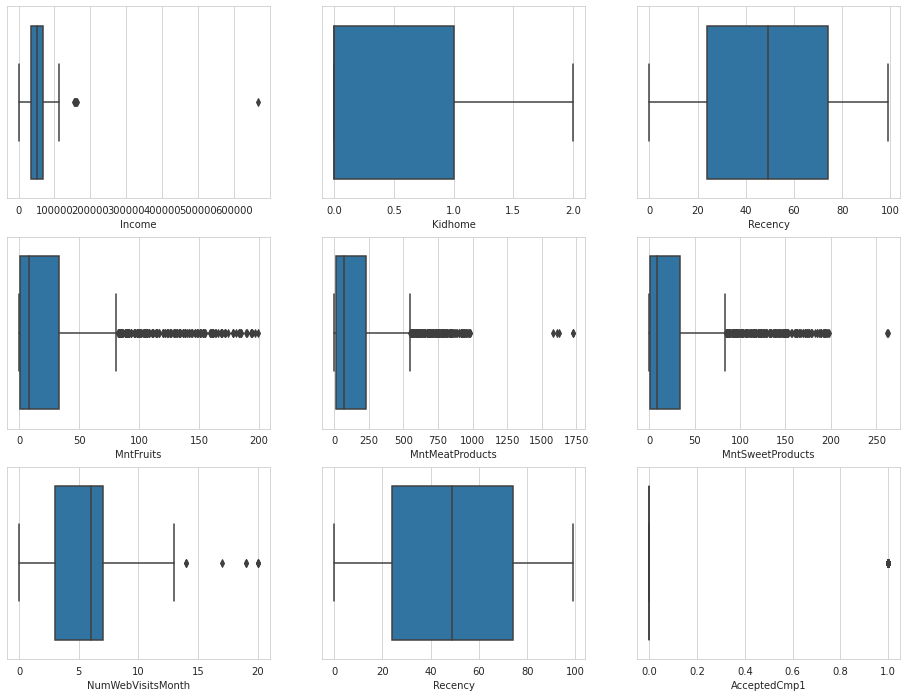 0 100000 200000 300000 400000 500000 600000
Income
0.0 0.5 1.0 1.5 2.0
Kidhome
0 20 40 60 80 100
Recency
0 50 100 150 200
MntFruits
0 250 500 750 1000 1250 1500 1750
MntMeatProducts
0 50 100 150 200 250
MntSweetProducts
0 5 10 15 20
NumWebVisitsMonth
0 20 40 60 80 100
Recency
0.0 0.2 0.4 0.6 0.8 1.0
AcceptedCmp1